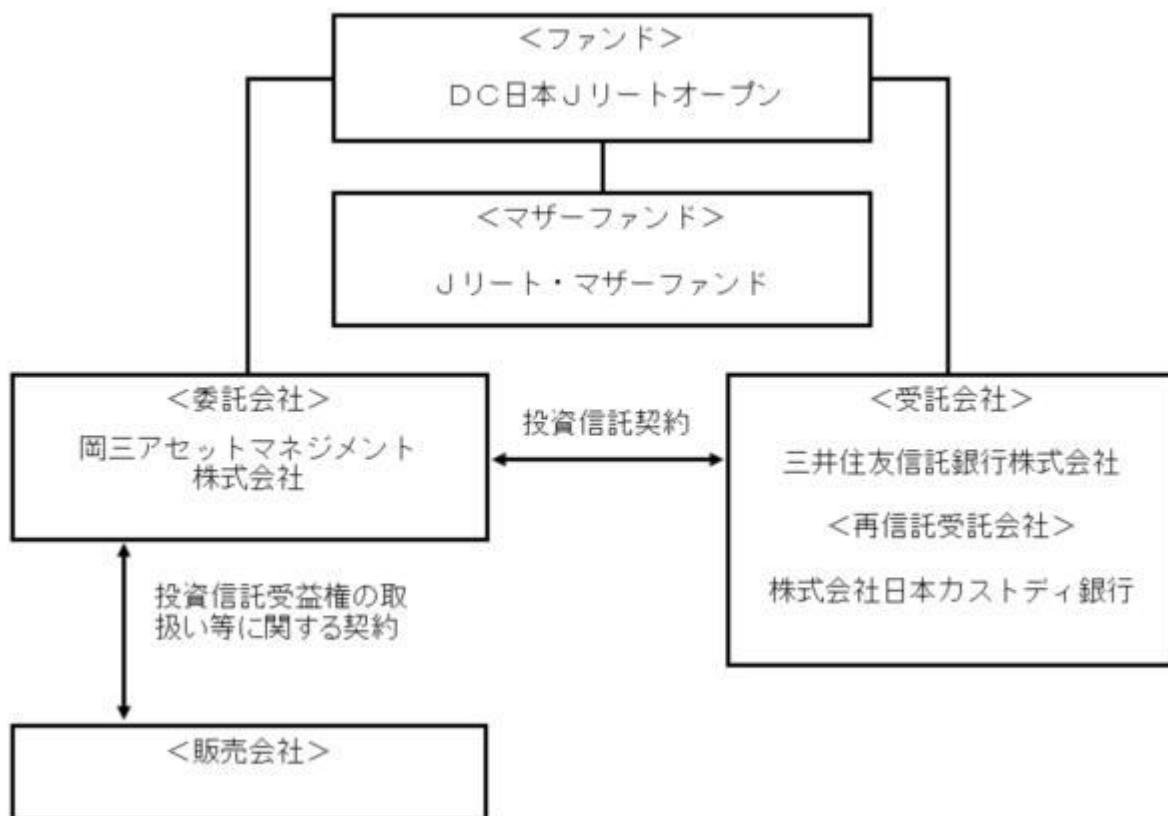 ＜ファンド＞
ＤＣ日本Ｊリートオープン
＜マザーファンド＞
Ｊリート・マザーファンド
＜委託会社＞
岡三アセットマネジメント
株式会社
投資信託契約
＜受託会社＞
三井住友信託銀行株式会社
＜再信託受託会社＞
株式会社日本カストディ銀行
投資信託受益権の取
扱い等に関する契約
＜販売会社＞